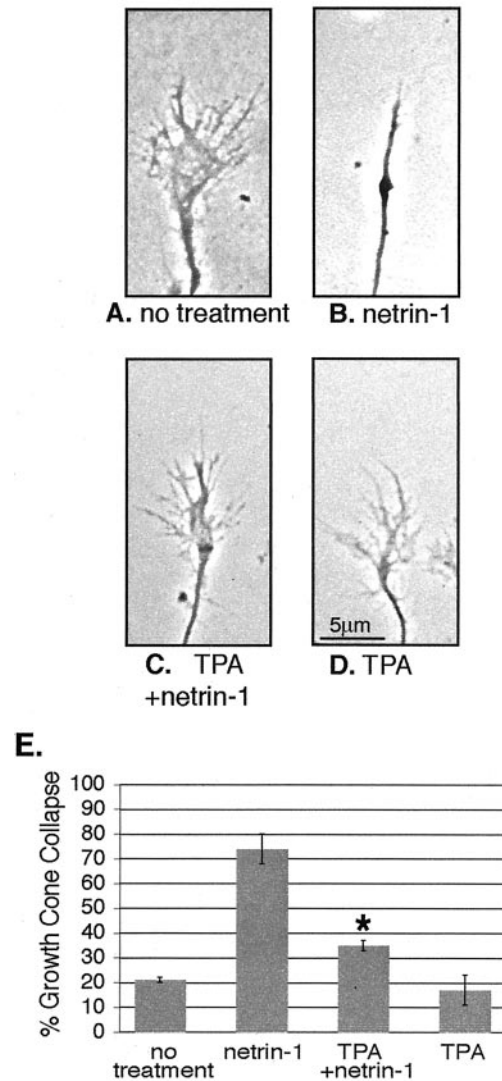 A. no treatment
B. netrin-1
C. TPA
+netrin-1
5µm
D. TPA
E.
% Growth Cone Collapse
100
90
80
70
60
50
40
30
20
10
0
*
no
treatment
netrin-1
TPA
+netrin-1
TPA